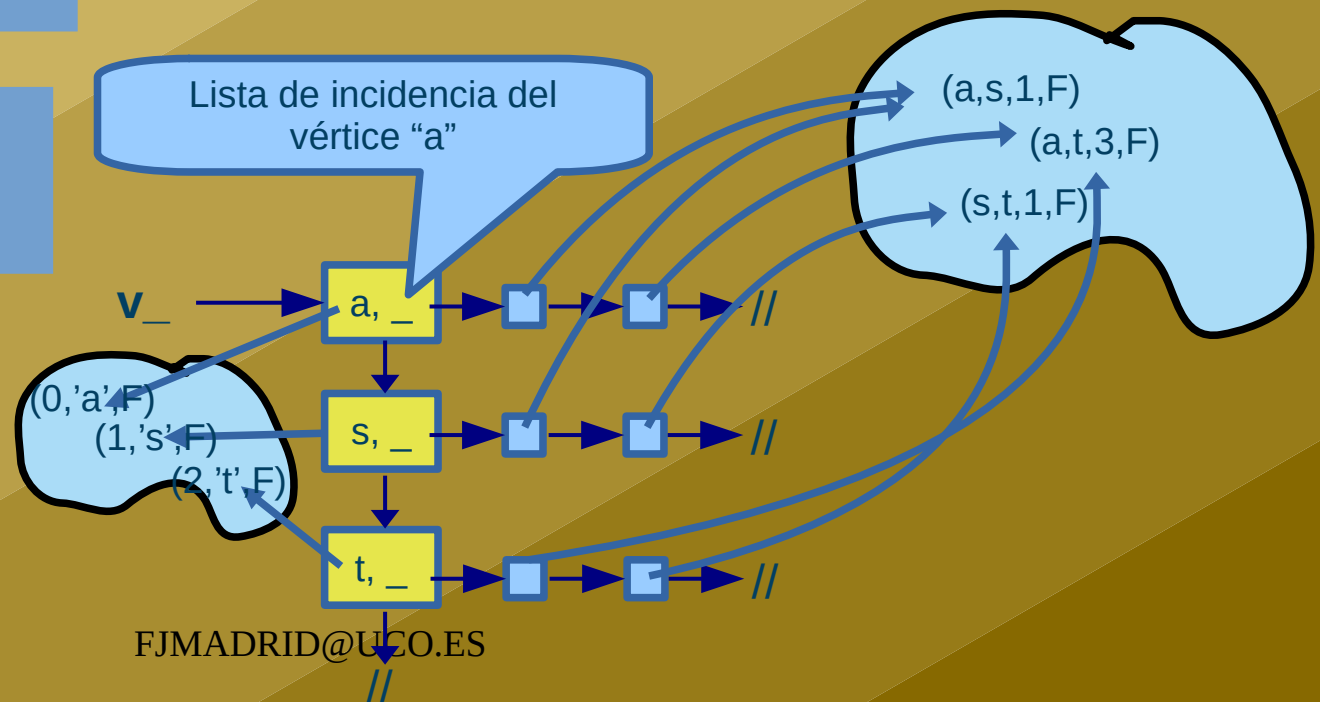 Lista de incidencia del
vértice “a”
(a,s,1,F)
(a,t,3,F)
(s,t,1,F)
v_
a, _
//
(0,’a’,F)
(1,’s’,F)
(2,’t’,F)
s, _
//
t, _
//
FJMADRID@UCO.ES
//